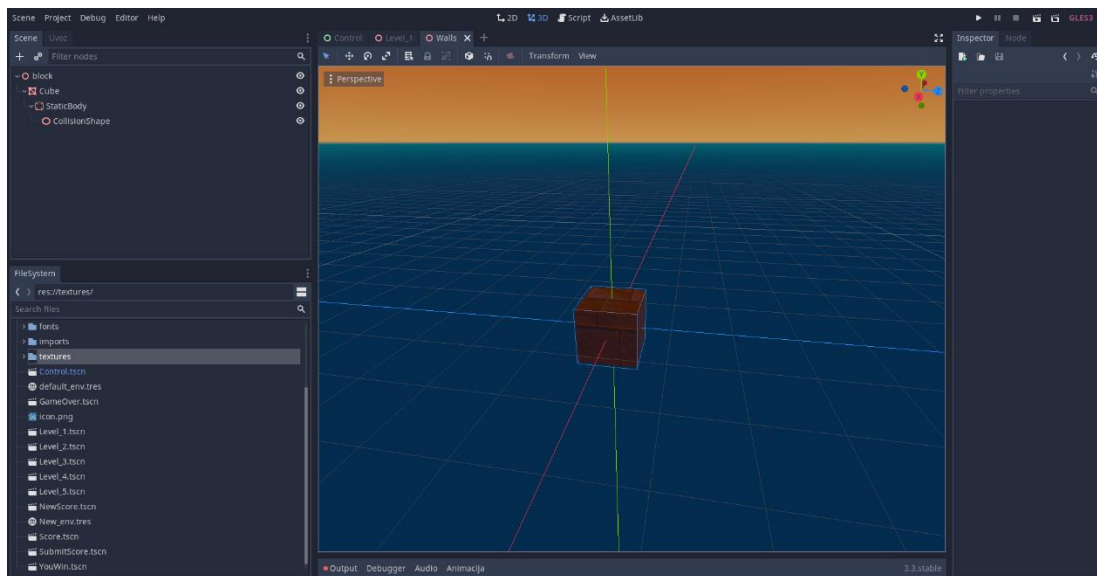 Scene Project Debug Editor Help
2D 3D Script AssetLib
GLES3
Scene Uvoz
Filter nodes
block
Cube
StaticBody
CollisionShape
FileSystem
res://textures/
Search files
fonts
imports
textures
Control.tscn
default_env.tres
GameOver.tscn
icon.png
Level_1.tscn
Level_2.tscn
Level_3.tscn
Level_4.tscn
Level_5.tscn
NewScore.tscn
New_env.tres
Score.tscn
SubmitScore.tscn
YouWin.tscn
Control Level_1 Walls
Transform View
Perspective
Y
X
Z
Output Debugger Audio Animacija
3.3.stable
Inspector Node
Filter properties